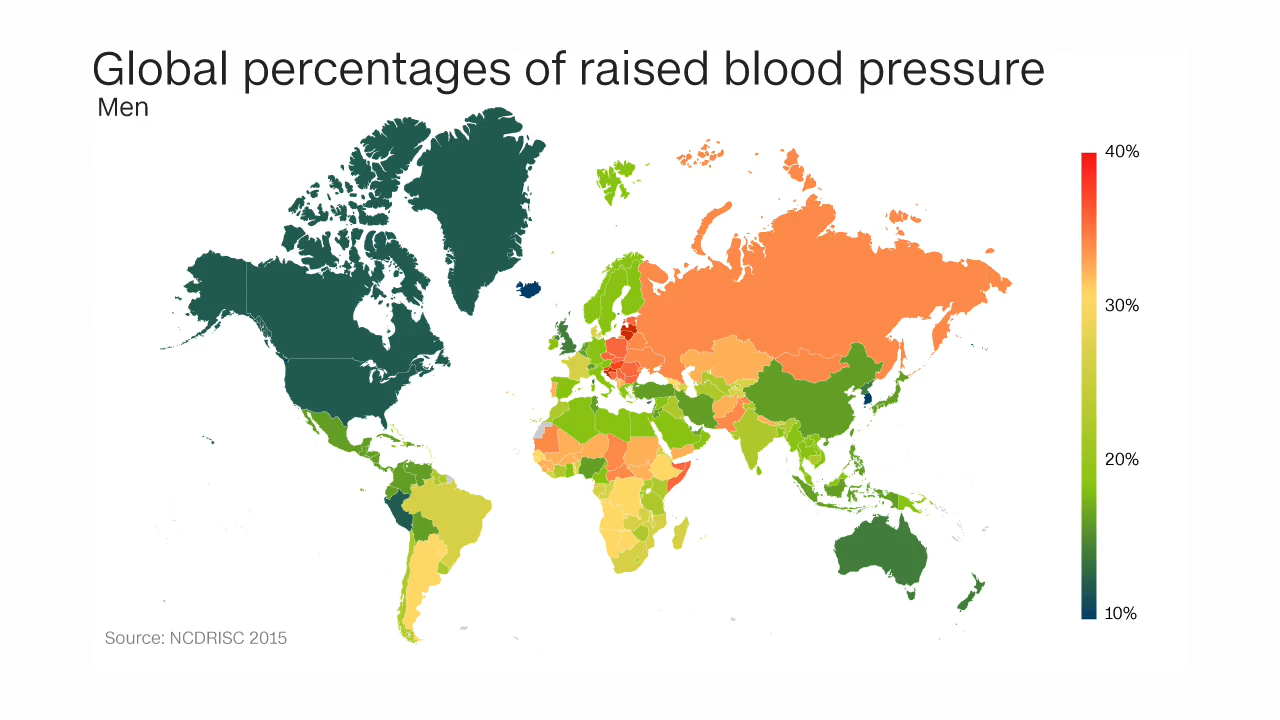 Global percentages of raised blood pressure
Men
40%
30%
20%
10%
Source: NCDRISC 2015